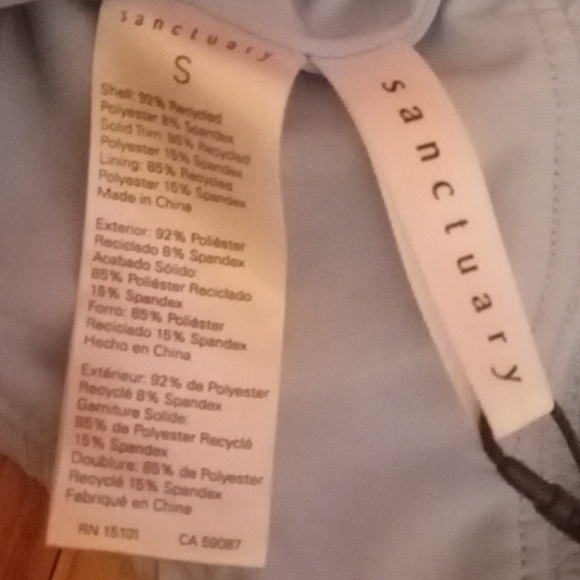 sanctuary
S
Shell: 92% Recycled
Polyester 8% Spandex
Solid Trim: 85% Recycled
Polyester 15% Spandex
Lining: 85% Recycled
Polyester 15% Spandex
Made in China
Exterior: 92% Poliéster
Reciclado 8% Spandex
Acabado Sólido:
85% Poliéster Reciclado
15% Spandex
Forro: 85% Poliéster
Reciclado 15% Spandex
Hecho en China
Extérieur: 92% de Polyester
Recyclé 8% Spandex
Garniture Solide:
85% de Polyester Recyclé
15% Spandex
Doublure: 85% de Polyester
Recyclé 15% Spandex
Fabriqué en Chine
RN 15101 CA 59087
sanctuary